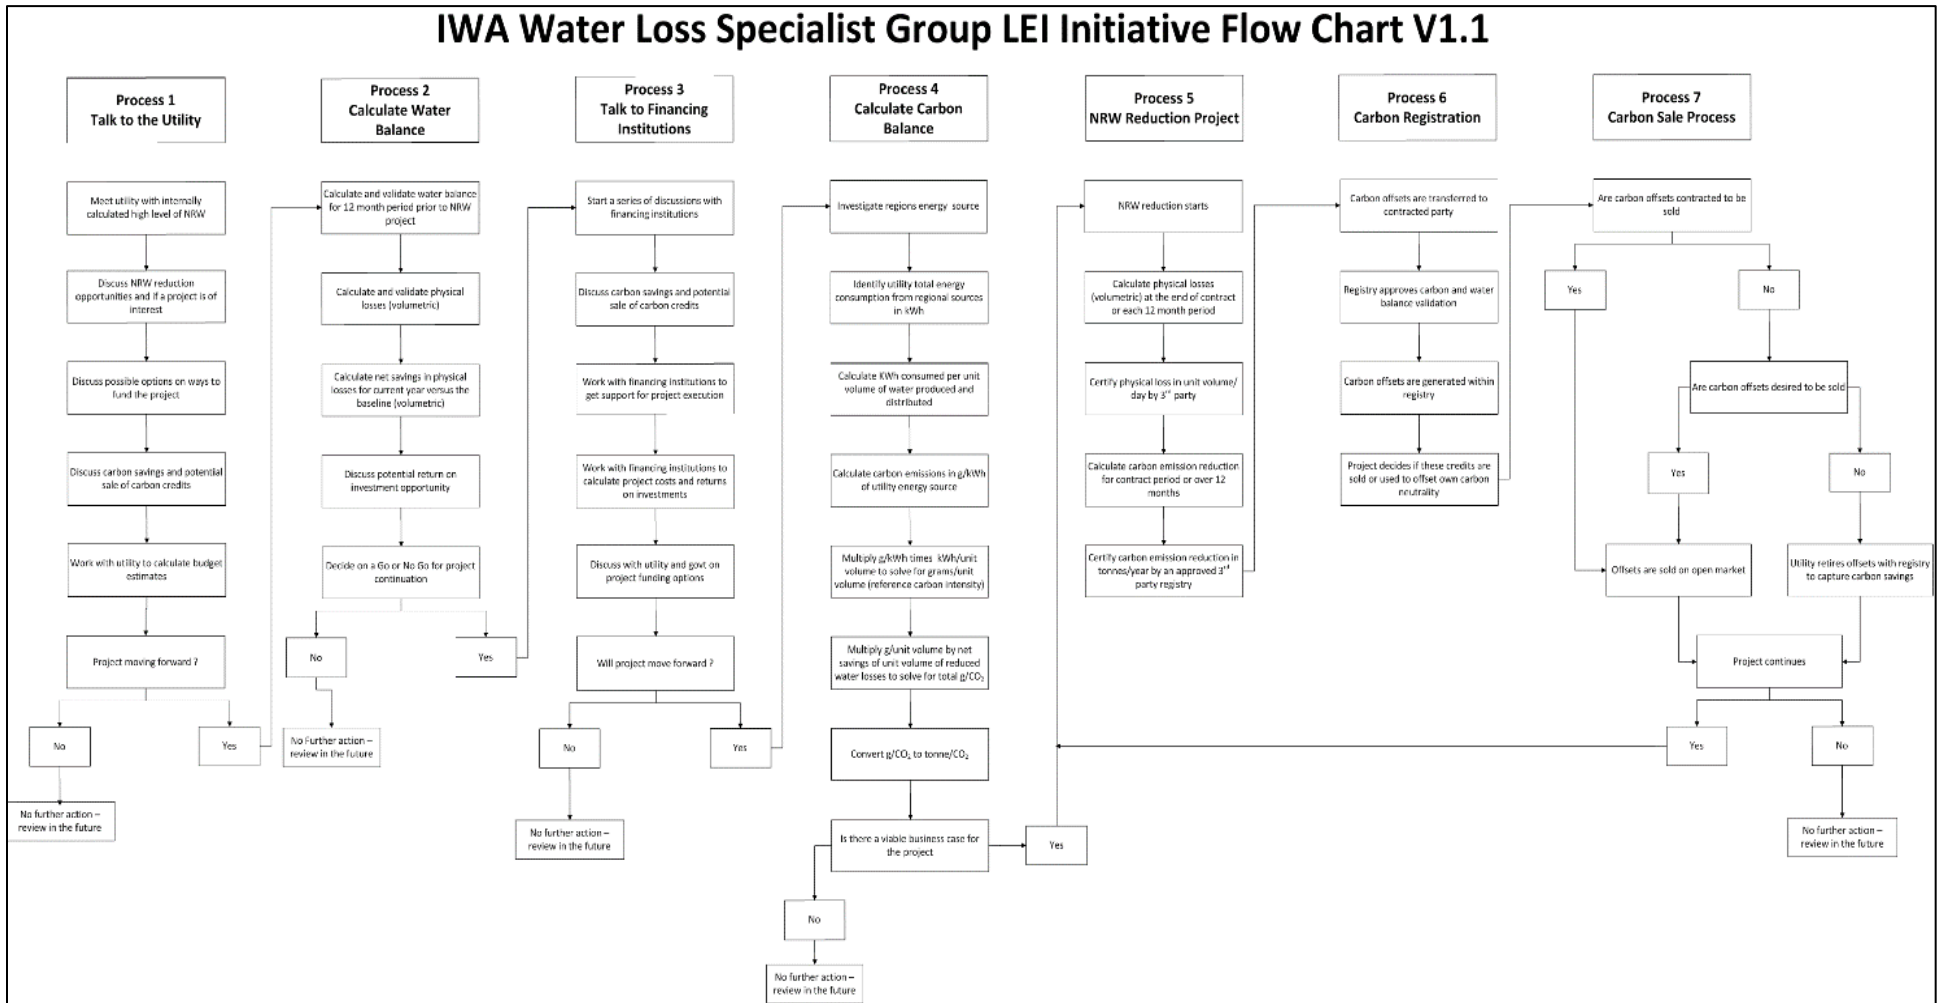 IWA Water Loss Specialist Group LEI Initiative Flow Chart V1.1
Process 1
Talk to the Utility
Meet utility with internally
calculated high level of NRW
Discuss NRW reduction
opportunities and if a project is of
interest
Discuss possible options on ways to
fund the project
Discuss carbon savings and potential
sale of carbon credits
Work with utility to calculate budget
estimates
Project moving forward ?
No
Yes
No further action –
review in the future
Process 2
Calculate Water
Balance
Calculate and validate water balance
for 12 month period prior to NRW
project
Calculate and validate physical
losses (volumetric)
Calculate net savings in physical
losses for current year versus the
baseline (volumetric)
Discuss potential return on
investment opportunity
Decide on a Go or No Go for project
continuation
No
Yes
No Further action –
review in the future
Process 3
Talk to Financing
Institutions
Start a series of discussions with
financing institutions
Discuss carbon savings and potential
sale of carbon credits
Work with financing institutions to
get support for project execution
Work with financing institutions to
calculate project costs and returns
on investments
Discuss with utility and govt on
project funding options
Will project move forward ?
No
Yes
No further action –
review in the future
Process 4
Calculate Carbon
Balance
Investigate regions energy source
Identify utility total energy
consumption from regional sources
in kWh
Calculate KWh consumed per unit
volume of water produced and
distributed
Calculate carbon emissions in g/kWh
of utility energy source
Multiply g/kWh times kWh/unit
volume to solve for grams/unit
volume (reference carbon intensity)
Multiply g/unit volume by net
savings of unit volume of reduced
water losses to solve for total g/CO₂
Convert g/CO₂ to tonne/CO₂
Is there a viable business case for
the project
Yes
No
No further action –
review in the future
Process 5
NRW Reduction Project
NRW reduction starts
Calculate physical losses
(volumetric) at the end of contract
or each 12 month period
Certify physical loss in unit volume/
day by 3rd party
Calculate carbon emission reduction
for contract period or over 12
months
Certify carbon emission reduction in
tonnes/year by an approved 3rd
party registry
Process 6
Carbon Registration
Carbon offsets are transferred to
contracted party
Registry approves carbon and water
balance validation
Carbon offsets are generated within
registry
Project decides if these credits are
sold or used to offset own carbon
neutrality
Process 7
Carbon Sale Process
Are carbon offsets contracted to be
sold
Yes
No
Are carbon offsets desired to be sold
Yes
No
Offsets are sold on open market
Utility retires offsets with registry
to capture carbon savings
Project continues
Yes
No
No further action –
review in the future